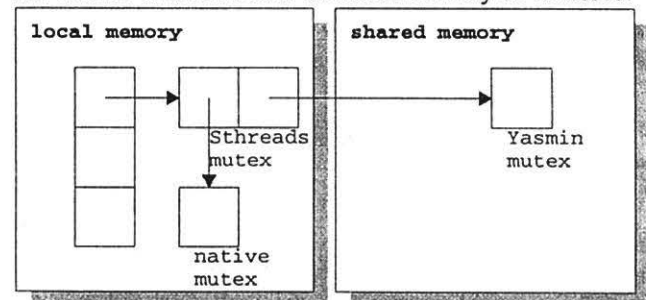 local memory
shared memory
Sthreads
mutex
Yasmin
mutex
native
mutex